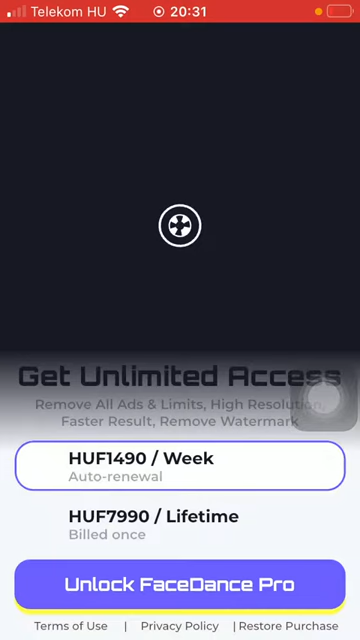 Telekom HU 20:31
Get Unlimited Access
Remove All Ads & Limits, High Resolution,
Faster Result, Remove Watermark
HUF1490 / Week
Auto-renewal
HUF7990 / Lifetime
Billed once
Unlock FaceDance Pro
Terms of Use | Privacy Policy | Restore Purchase